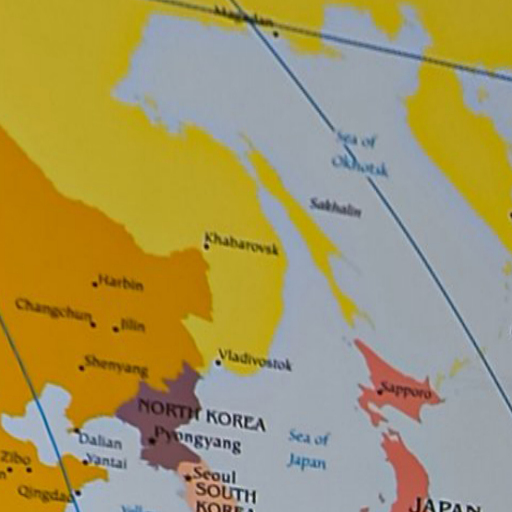 Magadan
Sea of
Okhotsk
Sakhalin
Khabarovsk
Harbin
Changchun
Jilin
Shenyang
Vladivostok
Sapporo
NORTH KOREA
Pyongyang
Dalian
Yantai
Zibo
Qingdao
Sea of
Japan
Seoul
SOUTH
KOREA
JAPAN